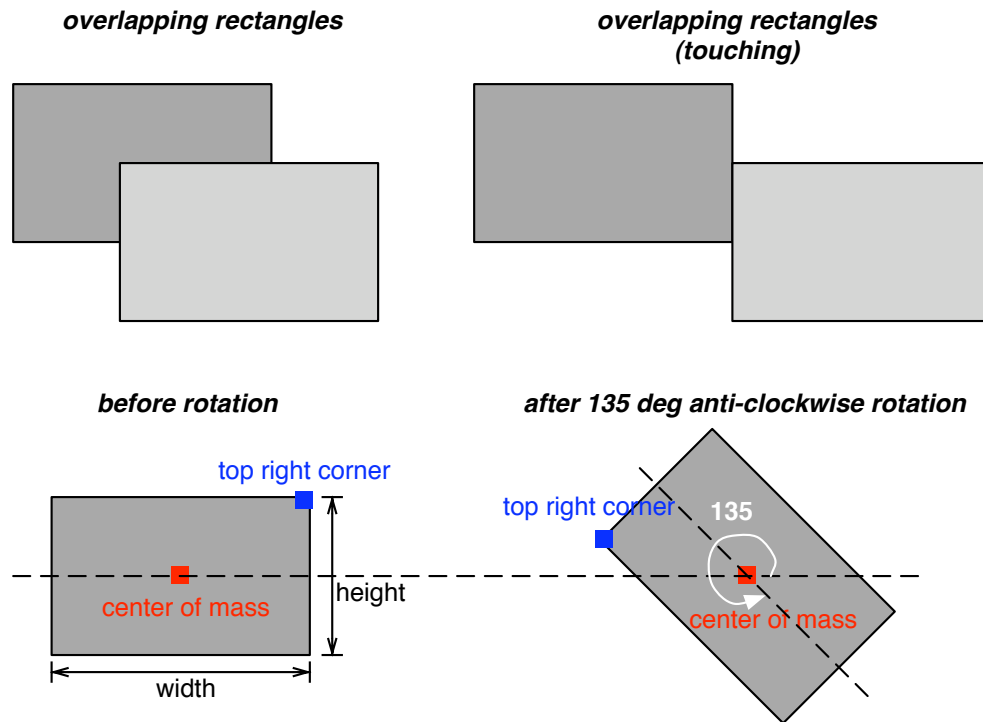 overlapping rectangles
overlapping rectangles
(touching)
before rotation
after 135 deg anti-clockwise rotation
top right corner
top right corner
135
height
center of mass
center of mass
width